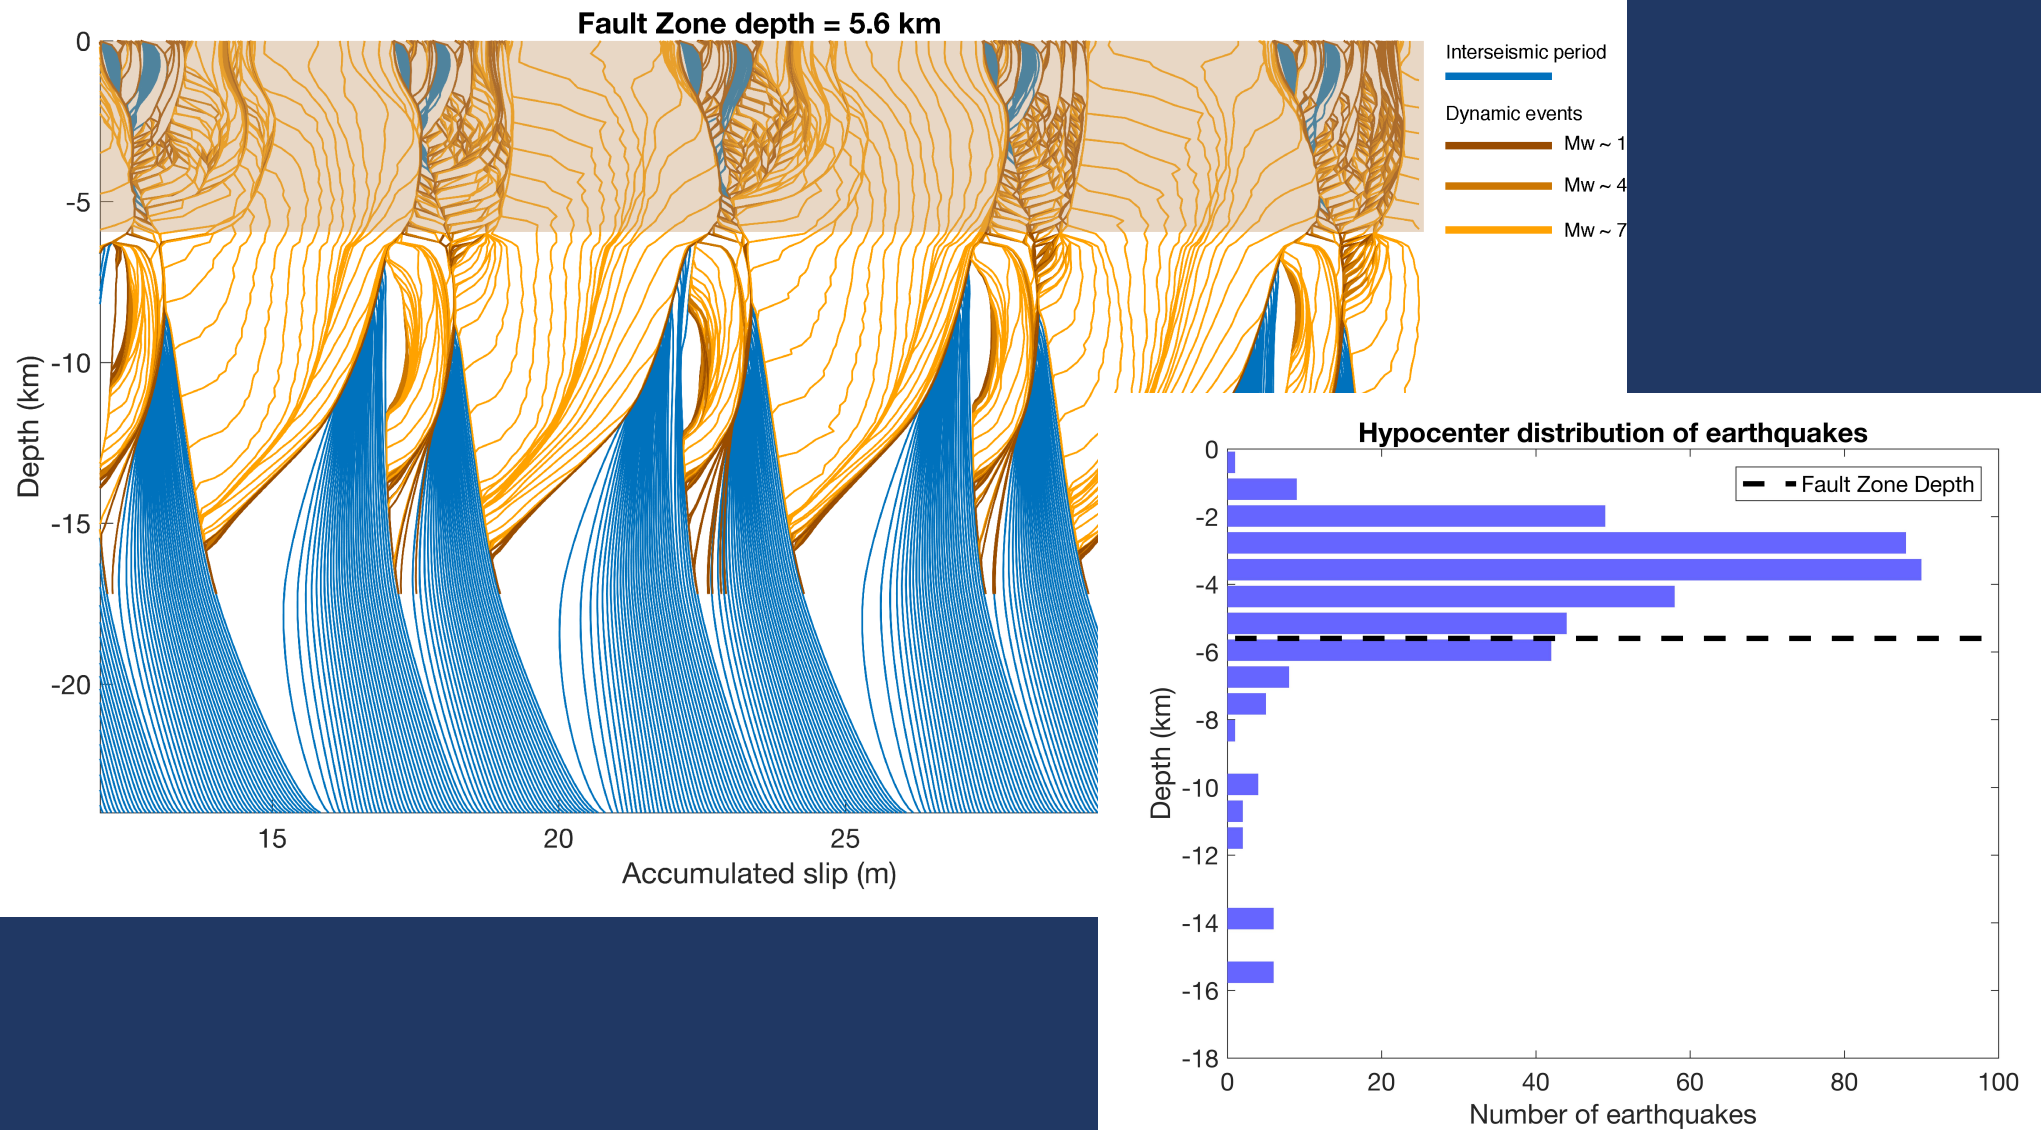 Fault Zone depth = 5.6 km
0
-5
-10
-15
-20
Depth (km)
15
20
25
Accumulated slip (m)
Interseismic period
Dynamic events
Mw ~ 1
Mw ~ 4
Mw ~ 7
Hypocenter distribution of earthquakes
Fault Zone Depth
0
-2
-4
-6
-8
-10
-12
-14
-16
-18
Depth (km)
0
20
40
60
80
100
Number of earthquakes